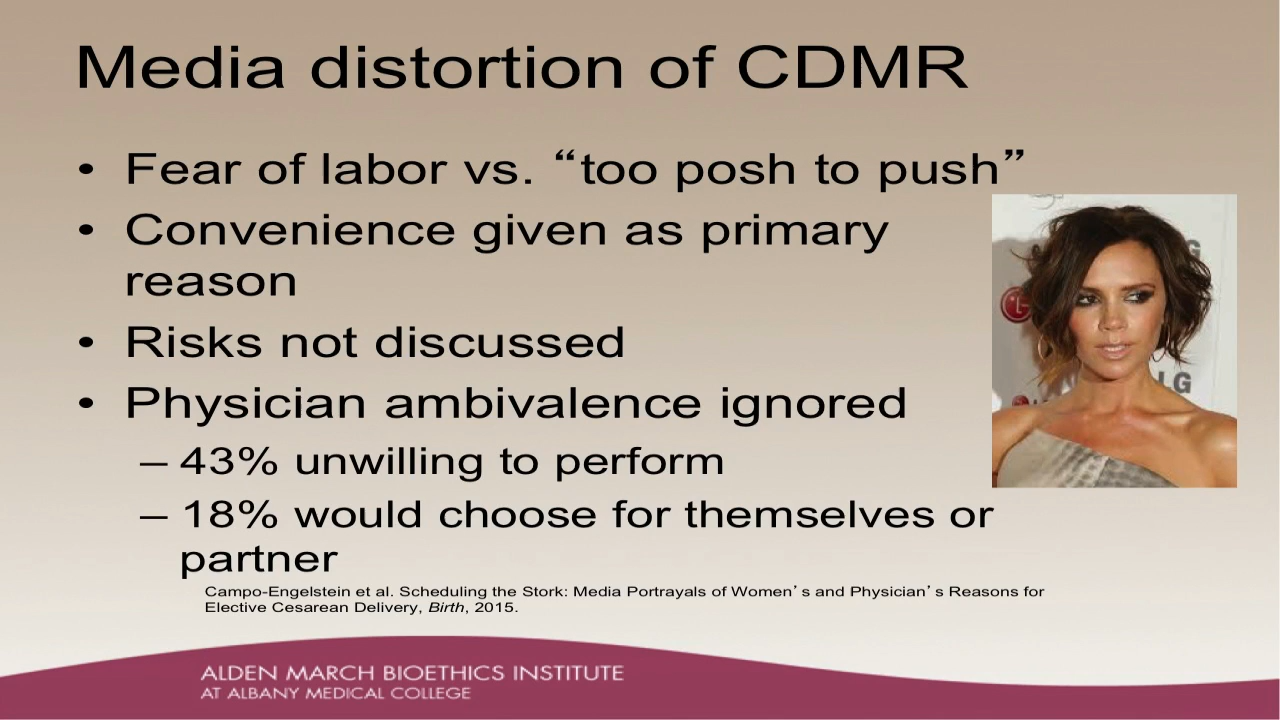 Media distortion of CDMR
• Fear of labor vs. “too posh to push”
• Convenience given as primary
reason
• Risks not discussed
• Physician ambivalence ignored
– 43% unwilling to perform
– 18% would choose for themselves or
partner
Campo-Engelstein et al. Scheduling the Stork: Media Portrayals of Women’s and Physician’s Reasons for
Elective Cesarean Delivery, Birth, 2015.
LG
ALDEN MARCH BIOETHICS INSTITUTE
AT ALBANY MEDICAL COLLEGE